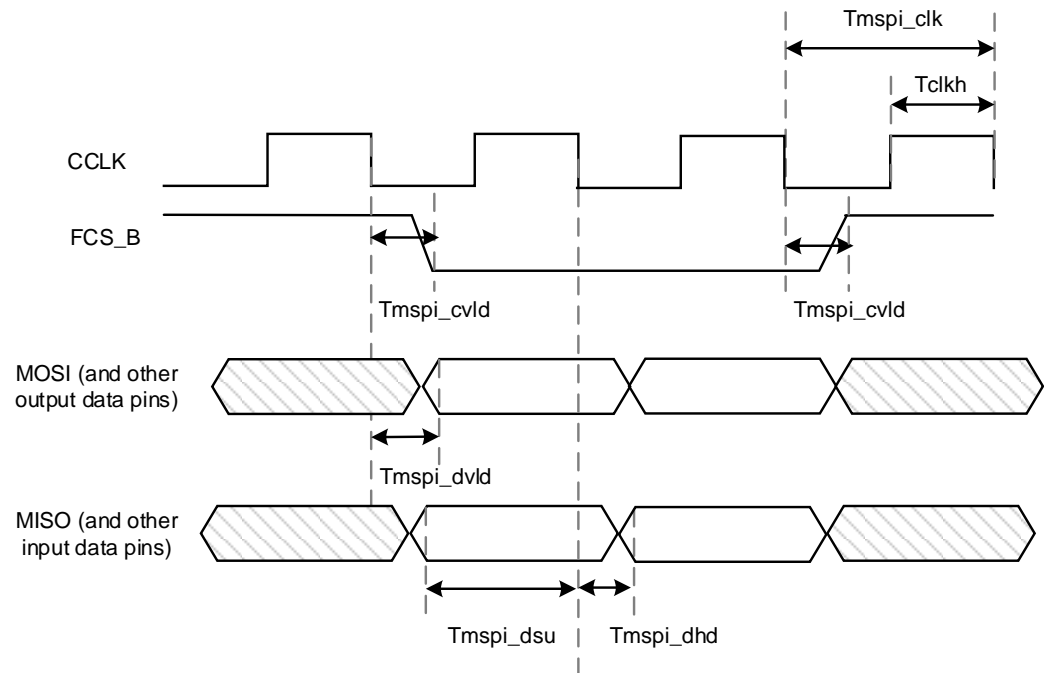 Tmspi_clk
Tclkh
CCLK
FCS_B
Tmspi_cvld
Tmspi_cvld
MOSI (and other
output data pins)
Tmspi_dvld
MISO (and other
input data pins)
Tmspi_dsu
Tmspi_dhd